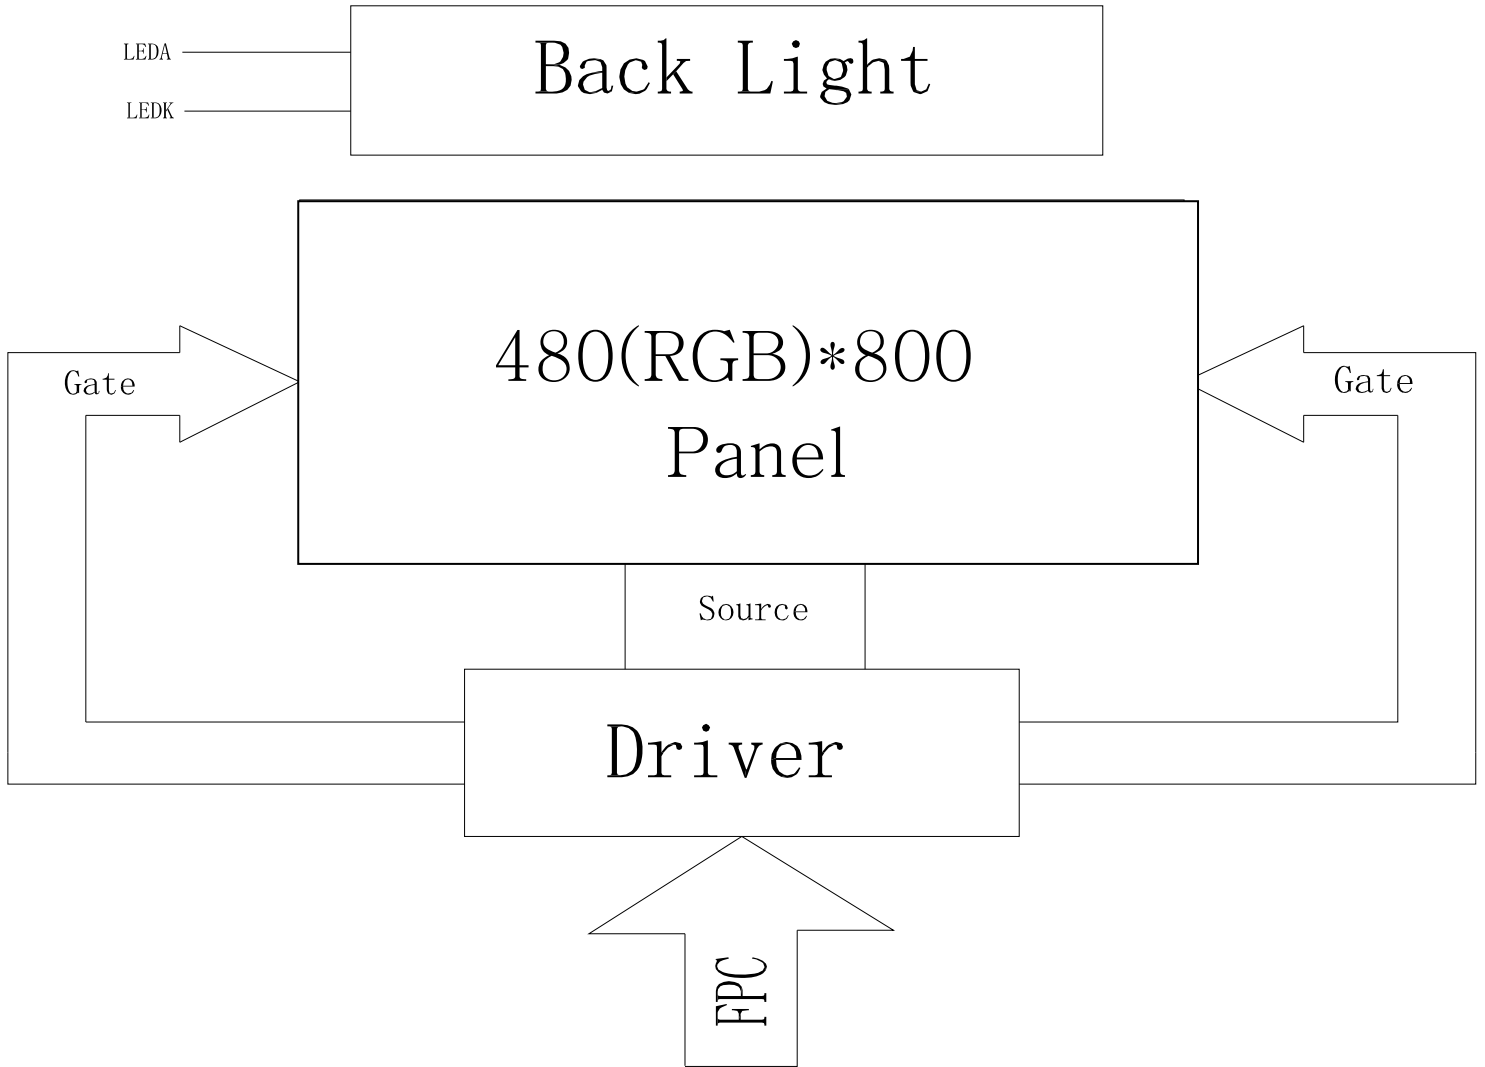 LEDA
Back Light
LEDK
480(RGB)*800
Panel
Gate
Gate
Source
Driver
FPC